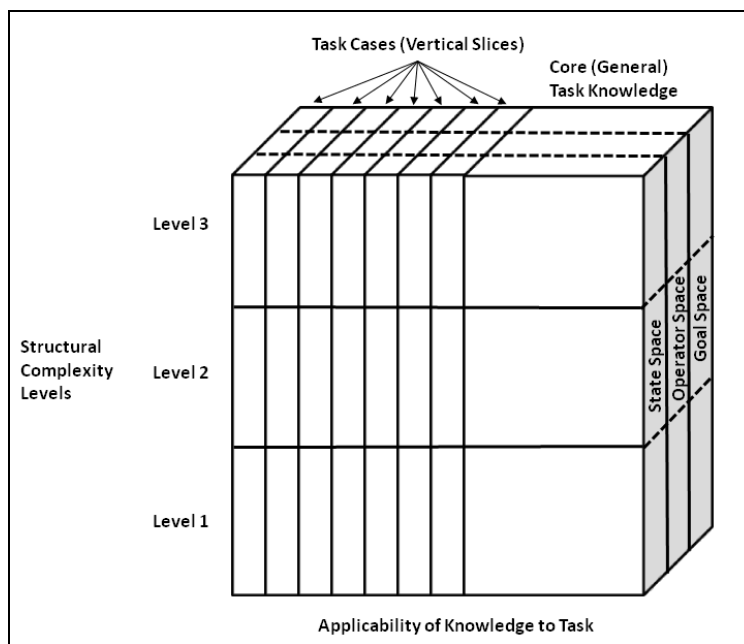 Task Cases (Vertical Slices)
Core (General)
Task Knowledge
Level 3
Structural
Complexity
Levels
Level 2
Level 1
State Space
Operator Space
Goal Space
Applicability of Knowledge to Task